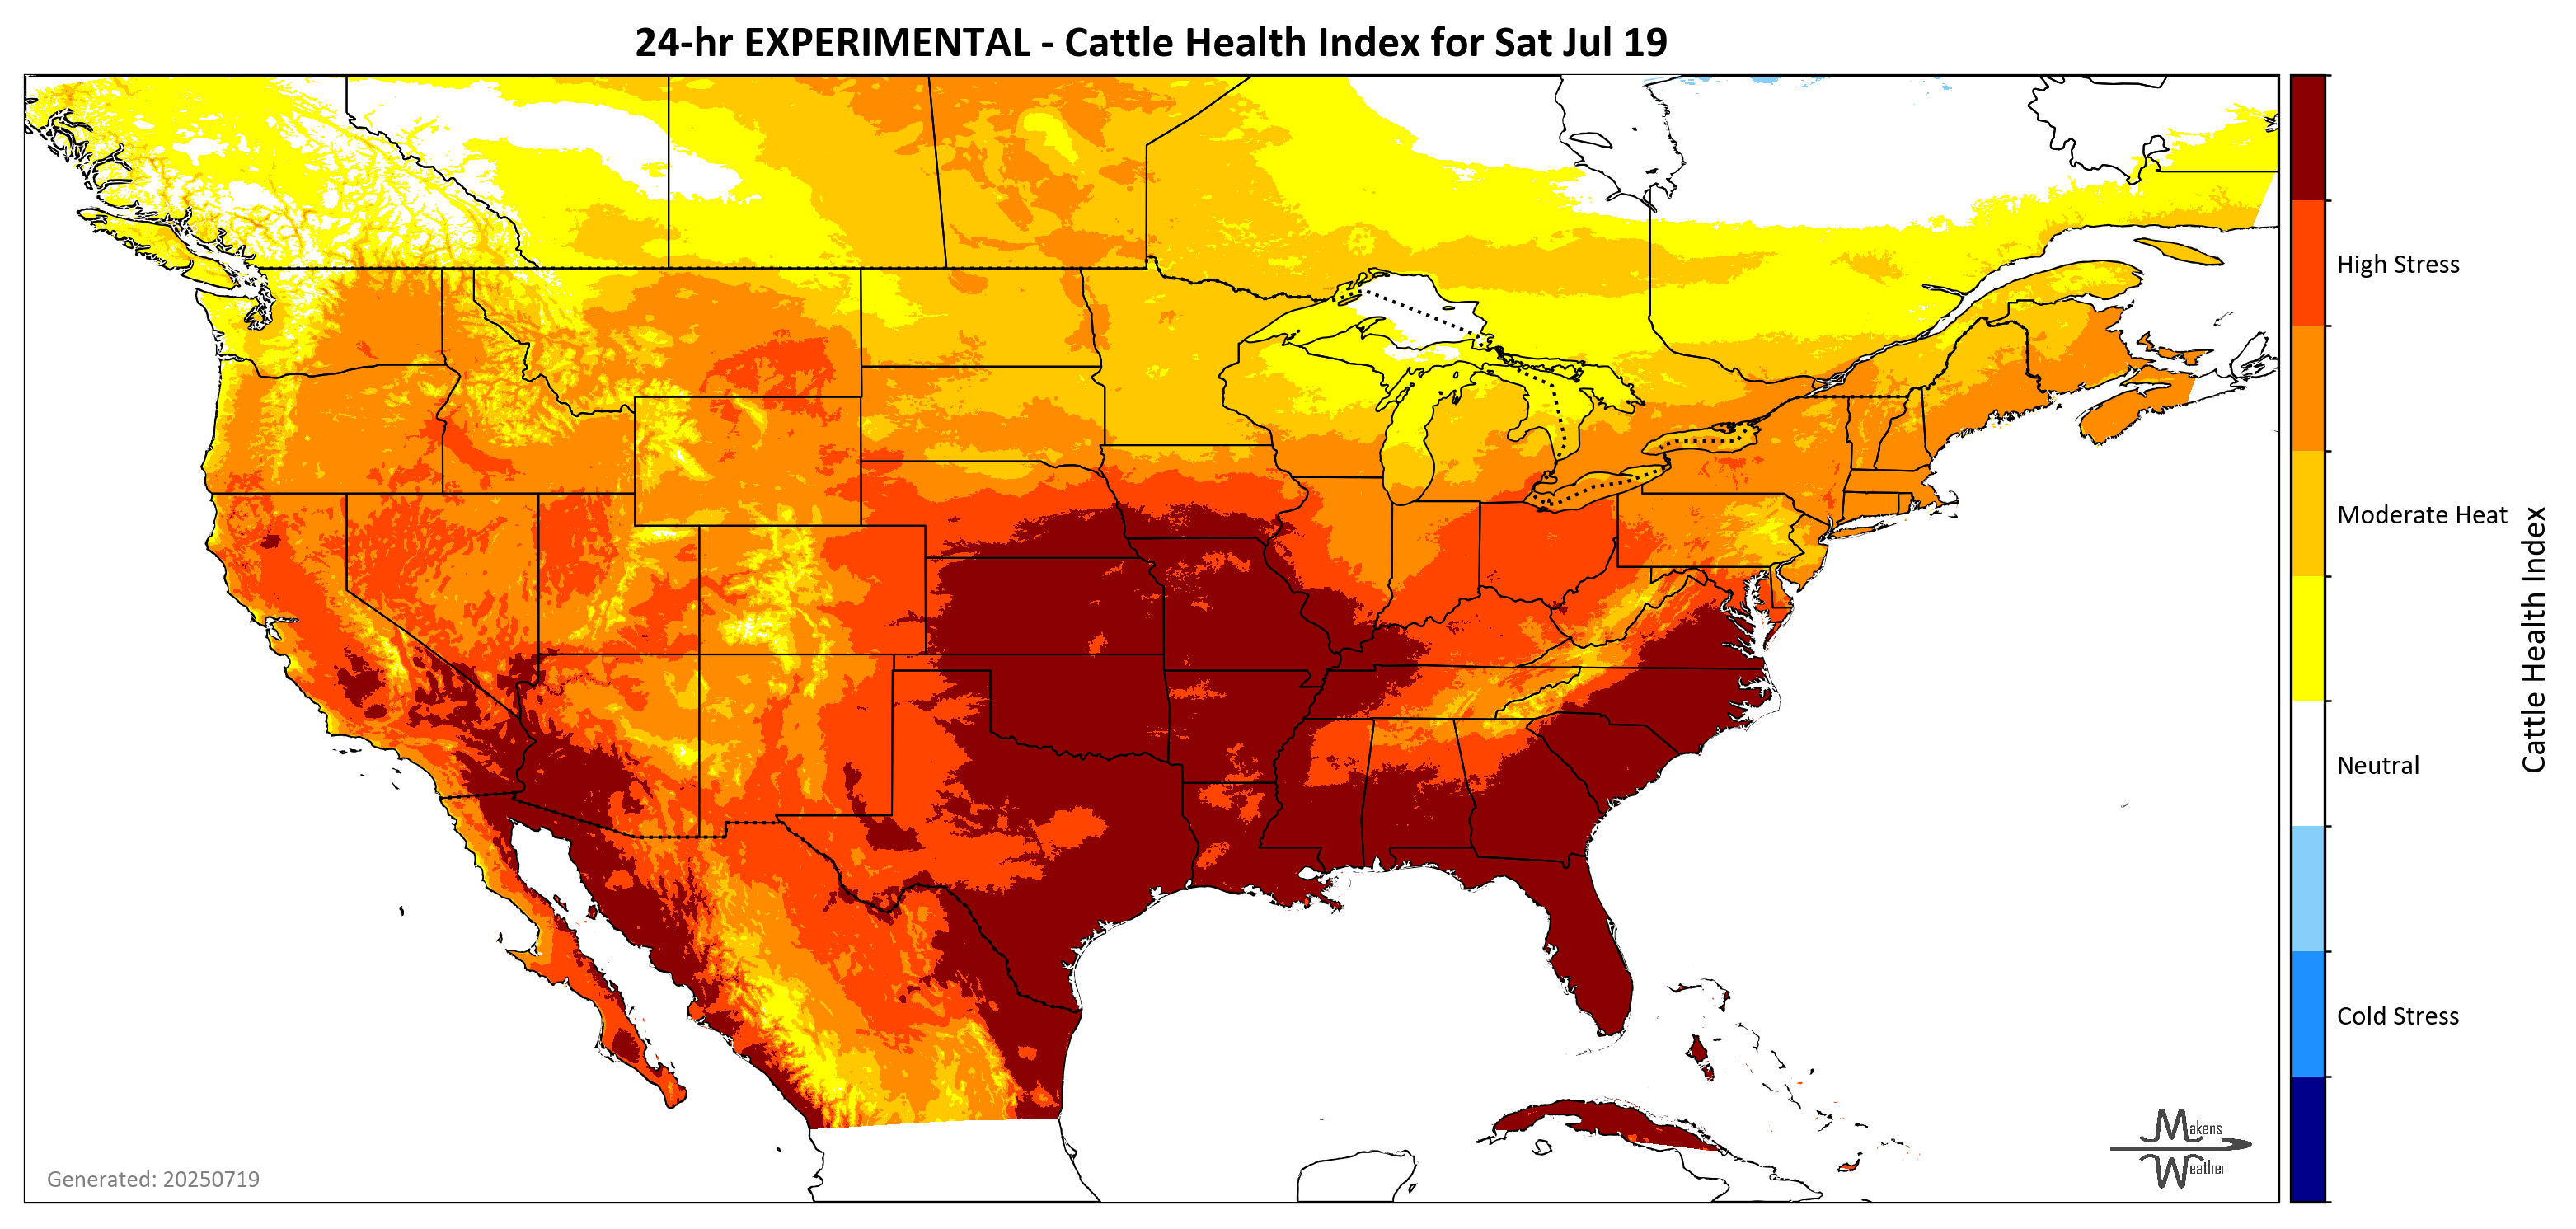 24-hr EXPERIMENTAL - Cattle Health Index for Sat Jul 19
High Stress
Moderate Heat
Neutral
Cold Stress
Cattle Health Index
Generated: 20250719
Makens
Weather